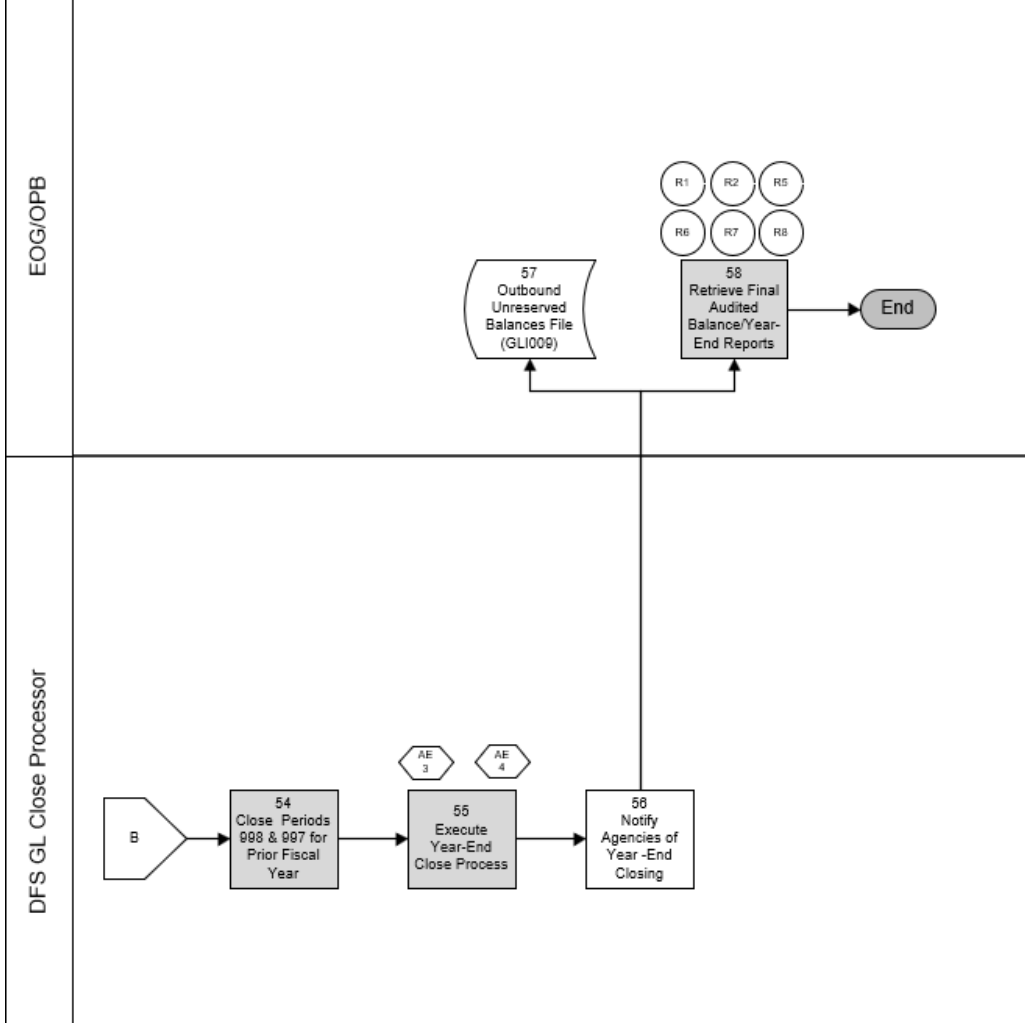 EOG/OPB
R1
R2
R5
R6
R7
R8
57
Outbound
Unreserved
Balances File
(GLI009)
58
Retrieve Final
Audited
Balance/Year-
End Reports
End
DFS GL Close Processor
AE
3
AE
4
B
54
Close Periods
998 & 997 for
Prior Fiscal
Year
55
Execute
Year-End
Close Process
56
Notify
Agencies of
Year -End
Closing